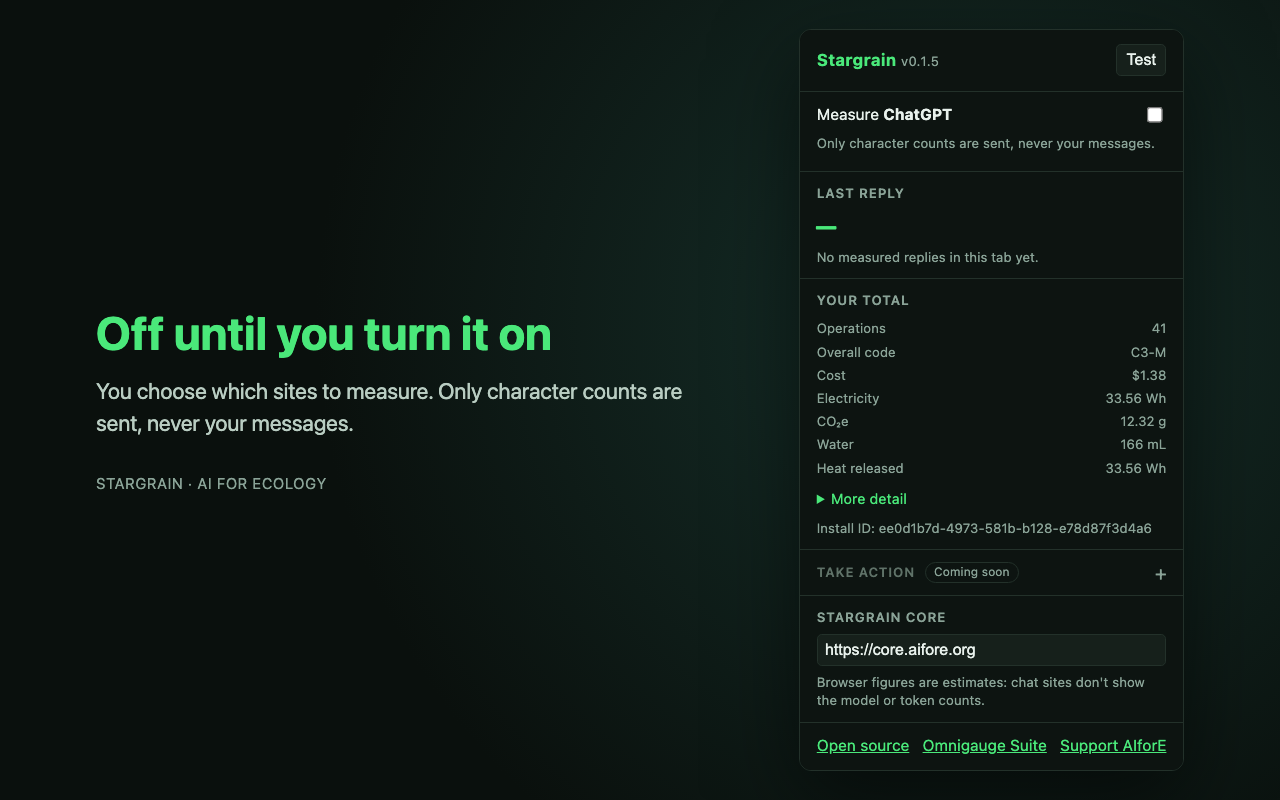 Off until you turn it on
You choose which sites to measure. Only character counts are
sent, never your messages.
STARGRAIN · AI FOR ECOLOGY
Stargrain v0.1.5
Test
Measure ChatGPT
Only character counts are sent, never your messages.
LAST REPLY
—
No measured replies in this tab yet.
YOUR TOTAL
Operations 41
Overall code C3-M
Cost $1.38
Electricity 33.56 Wh
CO₂e 12.32 g
Water 166 mL
Heat released 33.56 Wh
More detail
Install ID: ee0d1b7d-4973-581b-b128-e78d87f3d4a6
TAKE ACTION Coming soon +
STARGRAIN CORE
https://core.aifore.org
Browser figures are estimates: chat sites don't show
the model or token counts.
Open source Omnigauge Suite Support AIforE